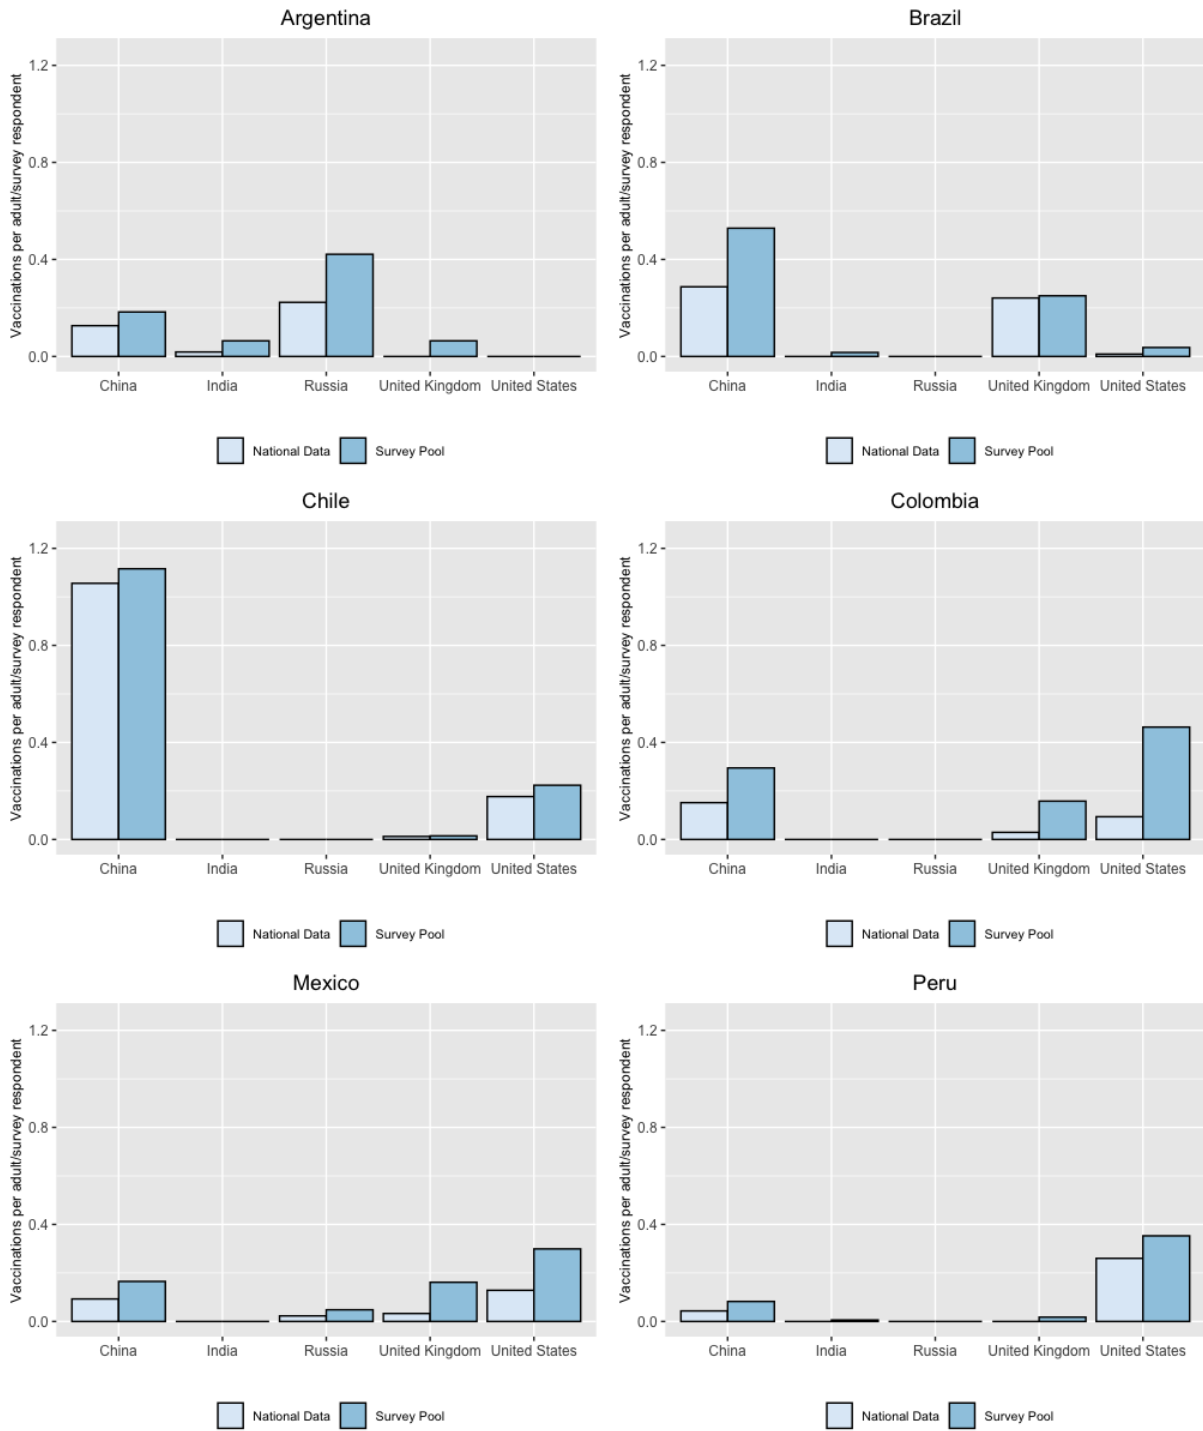 Argentina
Vaccinations per adult/survey respondent
1.2
0.8
0.4
0.0
China India Russia United Kingdom United States
National Data Survey Pool
Brazil
Vaccinations per adult/survey respondent
1.2
0.8
0.4
0.0
China India Russia United Kingdom United States
National Data Survey Pool
Chile
Vaccinations per adult/survey respondent
1.2
0.8
0.4
0.0
China India Russia United Kingdom United States
National Data Survey Pool
Colombia
Vaccinations per adult/survey respondent
1.2
0.8
0.4
0.0
China India Russia United Kingdom United States
National Data Survey Pool
Mexico
Vaccinations per adult/survey respondent
1.2
0.8
0.4
0.0
China India Russia United Kingdom United States
National Data Survey Pool
Peru
Vaccinations per adult/survey respondent
1.2
0.8
0.4
0.0
China India Russia United Kingdom United States
National Data Survey Pool